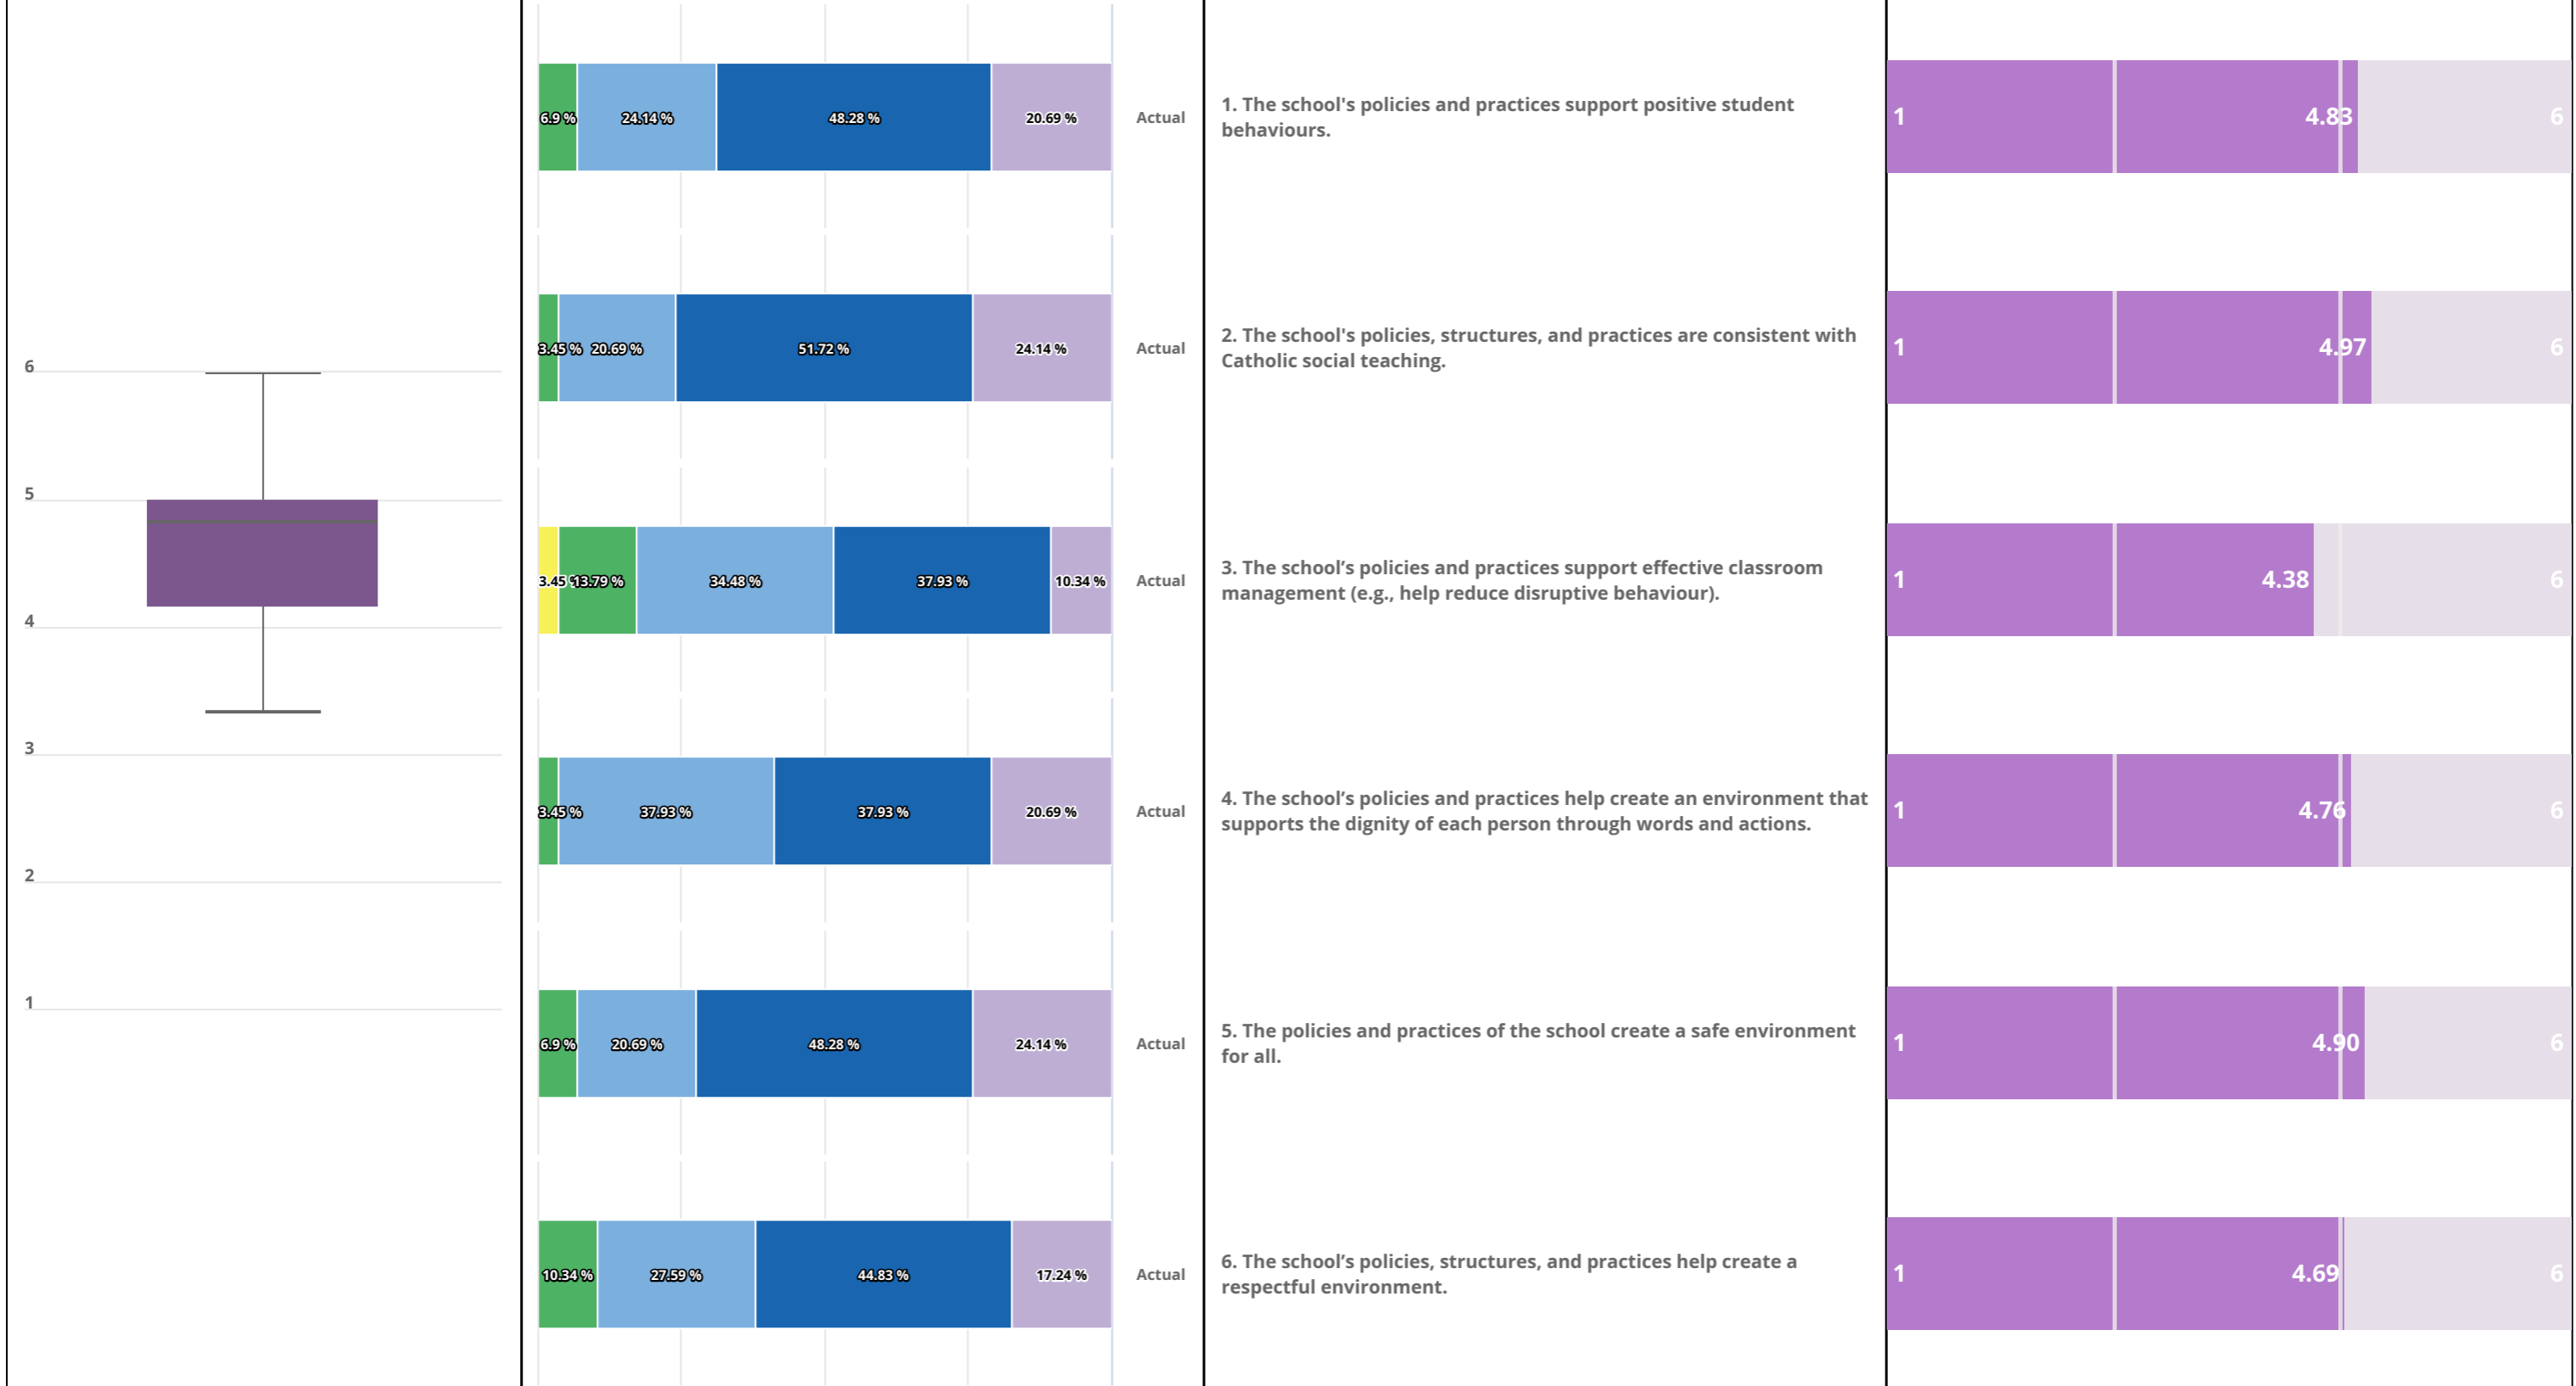 6
5
4
3
2
1
6.9 % 24.14 % 48.28 % 20.69 % Actual
1. The school's policies and practices support positive student
behaviours.
1 4.83 6
3.45 % 20.69 % 51.72 % 24.14 % Actual
2. The school's policies, structures, and practices are consistent with
Catholic social teaching.
1 4.97 6
3.45 % 13.79 % 34.48 % 37.93 % 10.34 % Actual
3. The school’s policies and practices support effective classroom
management (e.g., help reduce disruptive behaviour).
1 4.38 6
3.45 % 37.93 % 37.93 % 20.69 % Actual
4. The school’s policies and practices help create an environment that
supports the dignity of each person through words and actions.
1 4.76 6
6.9 % 20.69 % 48.28 % 24.14 % Actual
5. The policies and practices of the school create a safe environment
for all.
1 4.90 6
10.34 % 27.59 % 44.83 % 17.24 % Actual
6. The school’s policies, structures, and practices help create a
respectful environment.
1 4.69 6